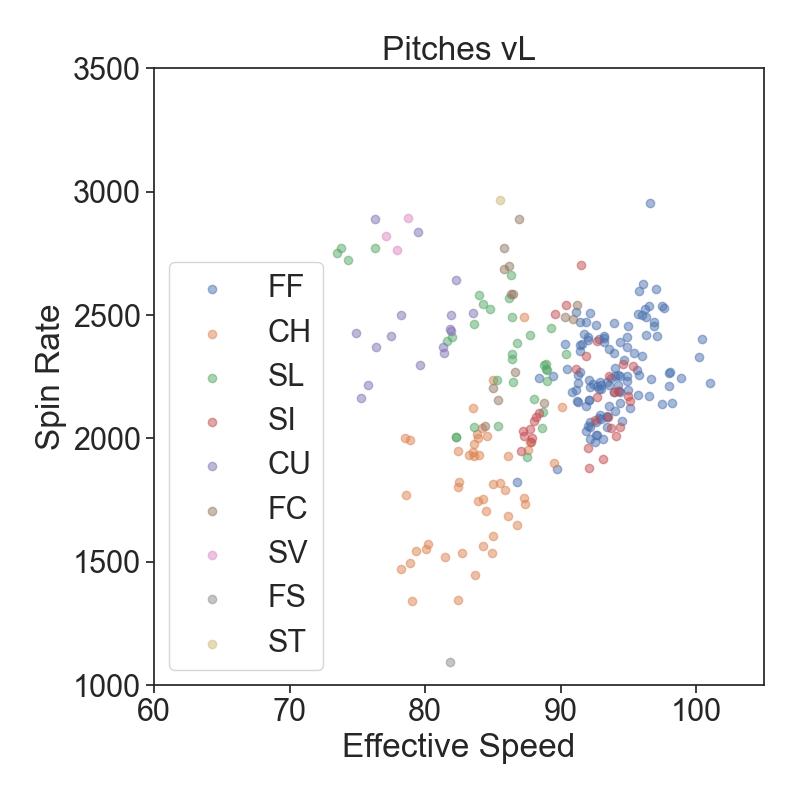 Pitches vL
3500
3000
2500
2000
1500
1000
Spin Rate
FF
CH
SL
SI
CU
FC
SV
FS
ST
60
70
80
90
100
Effective Speed